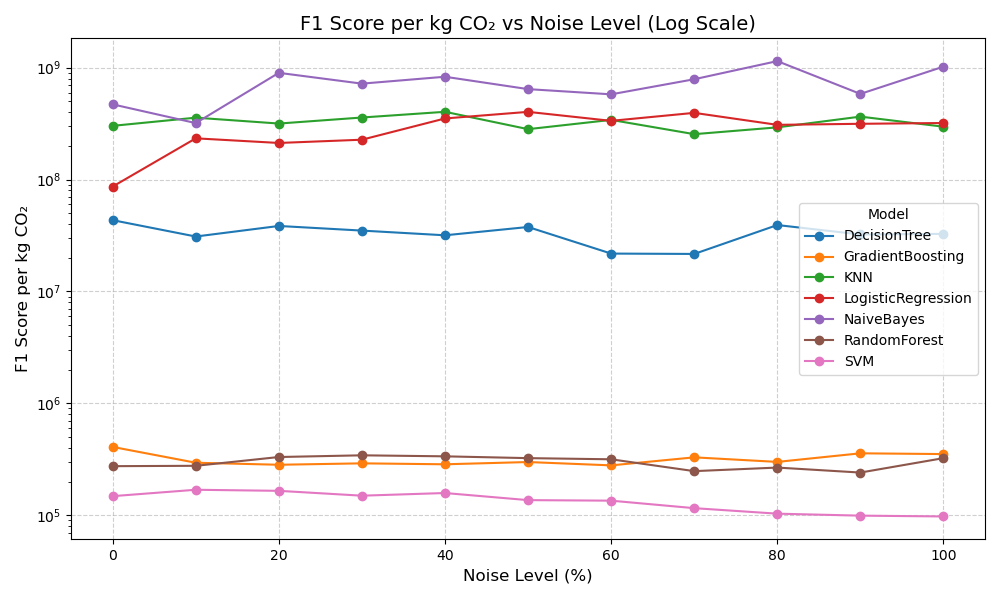 F1 Score per kg CO₂ vs Noise Level (Log Scale)
F1 Score per kg CO₂
10⁹
10⁸
10⁷
10⁶
10⁵
Model
DecisionTree
GradientBoosting
KNN
LogisticRegression
NaiveBayes
RandomForest
SVM
0 20 40 60 80 100
Noise Level (%)